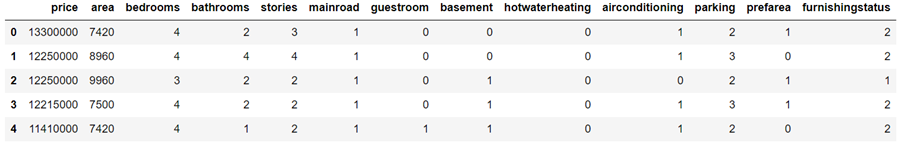 price area bedrooms bathrooms stories mainroad guestroom basement hotwaterheating airconditioning parking prefarea furnishingstatus
0 13300000 7420 4 2 3 1 0 0 0 1 2 1 2
1 12250000 8960 4 4 4 1 0 0 0 1 3 0 2
2 12250000 9960 3 2 2 1 0 1 0 0 2 1 1
3 12215000 7500 4 2 2 1 0 1 0 1 3 1 2
4 11410000 7420 4 1 2 1 1 1 0 1 2 0 2